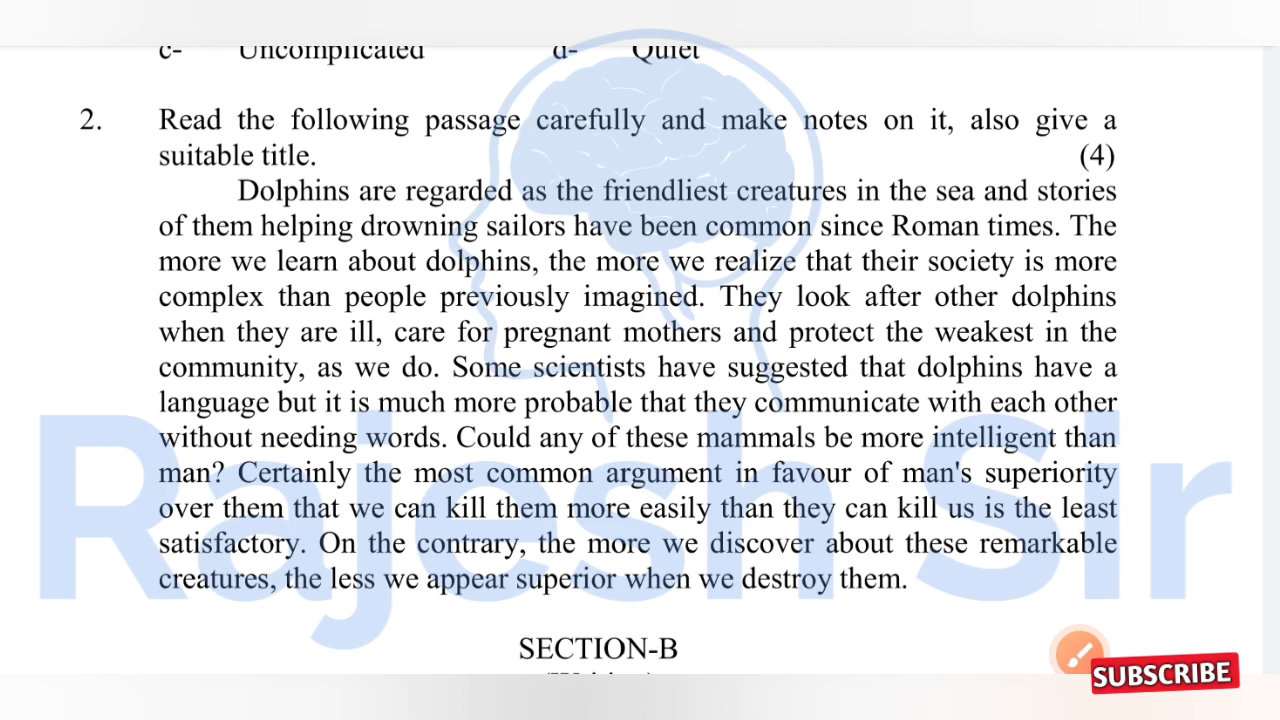 c- Uncomplicated d- Quiet
2. Read the following passage carefully and make notes on it, also give a
suitable title. (4)
Dolphins are regarded as the friendliest creatures in the sea and stories
of them helping drowning sailors have been common since Roman times. The
more we learn about dolphins, the more we realize that their society is more
complex than people previously imagined. They look after other dolphins
when they are ill, care for pregnant mothers and protect the weakest in the
community, as we do. Some scientists have suggested that dolphins have a
language but it is much more probable that they communicate with each other
without needing words. Could any of these mammals be more intelligent than
man? Certainly the most common argument in favour of man's superiority
over them that we can kill them more easily than they can kill us is the least
satisfactory. On the contrary, the more we discover about these remarkable
creatures, the less we appear superior when we destroy them.
Rajesh Sir
SECTION-B
SUBSCRIBE